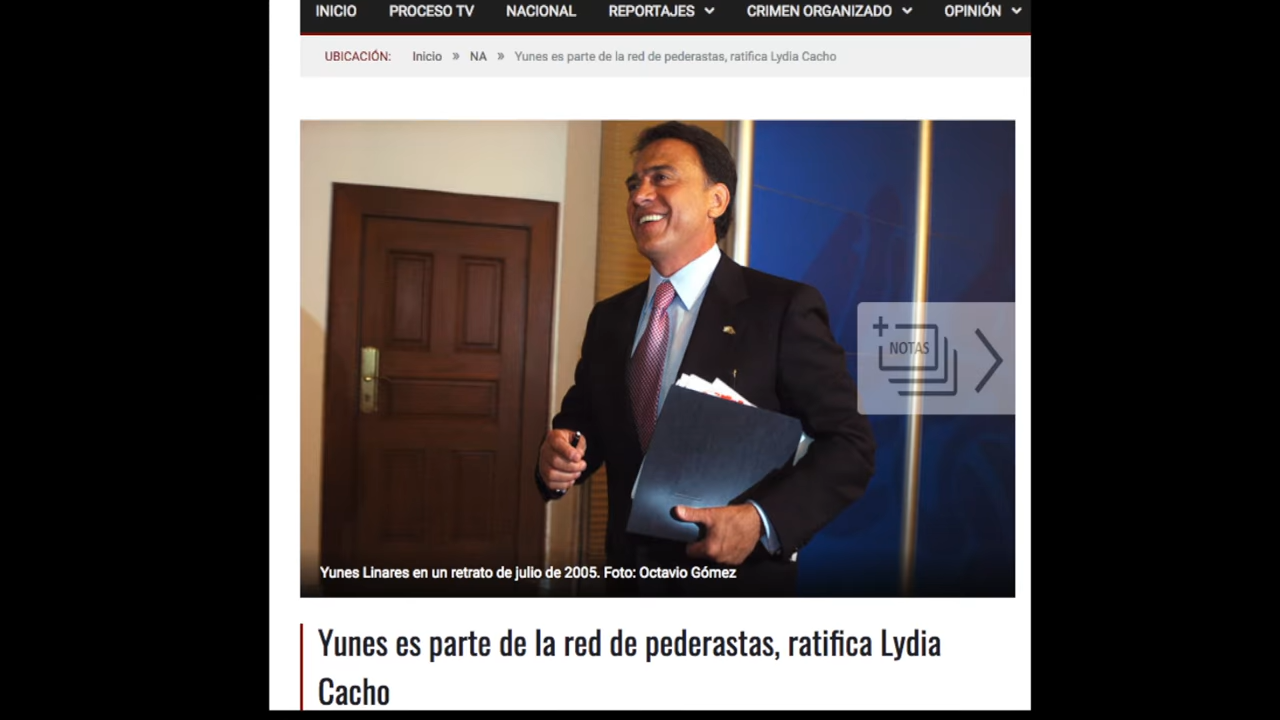 INICIO PROCESO TV NACIONAL REPORTAJES CRIMEN ORGANIZADO OPINIÓN
UBICACIÓN: Inicio » NA » Yunes es parte de la red de pederastas, ratifica Lydia Cacho
+ NOTAS
Yunes Linares en un retrato de julio de 2005. Foto: Octavio Gómez
Yunes es parte de la red de pederastas, ratifica Lydia
Cacho